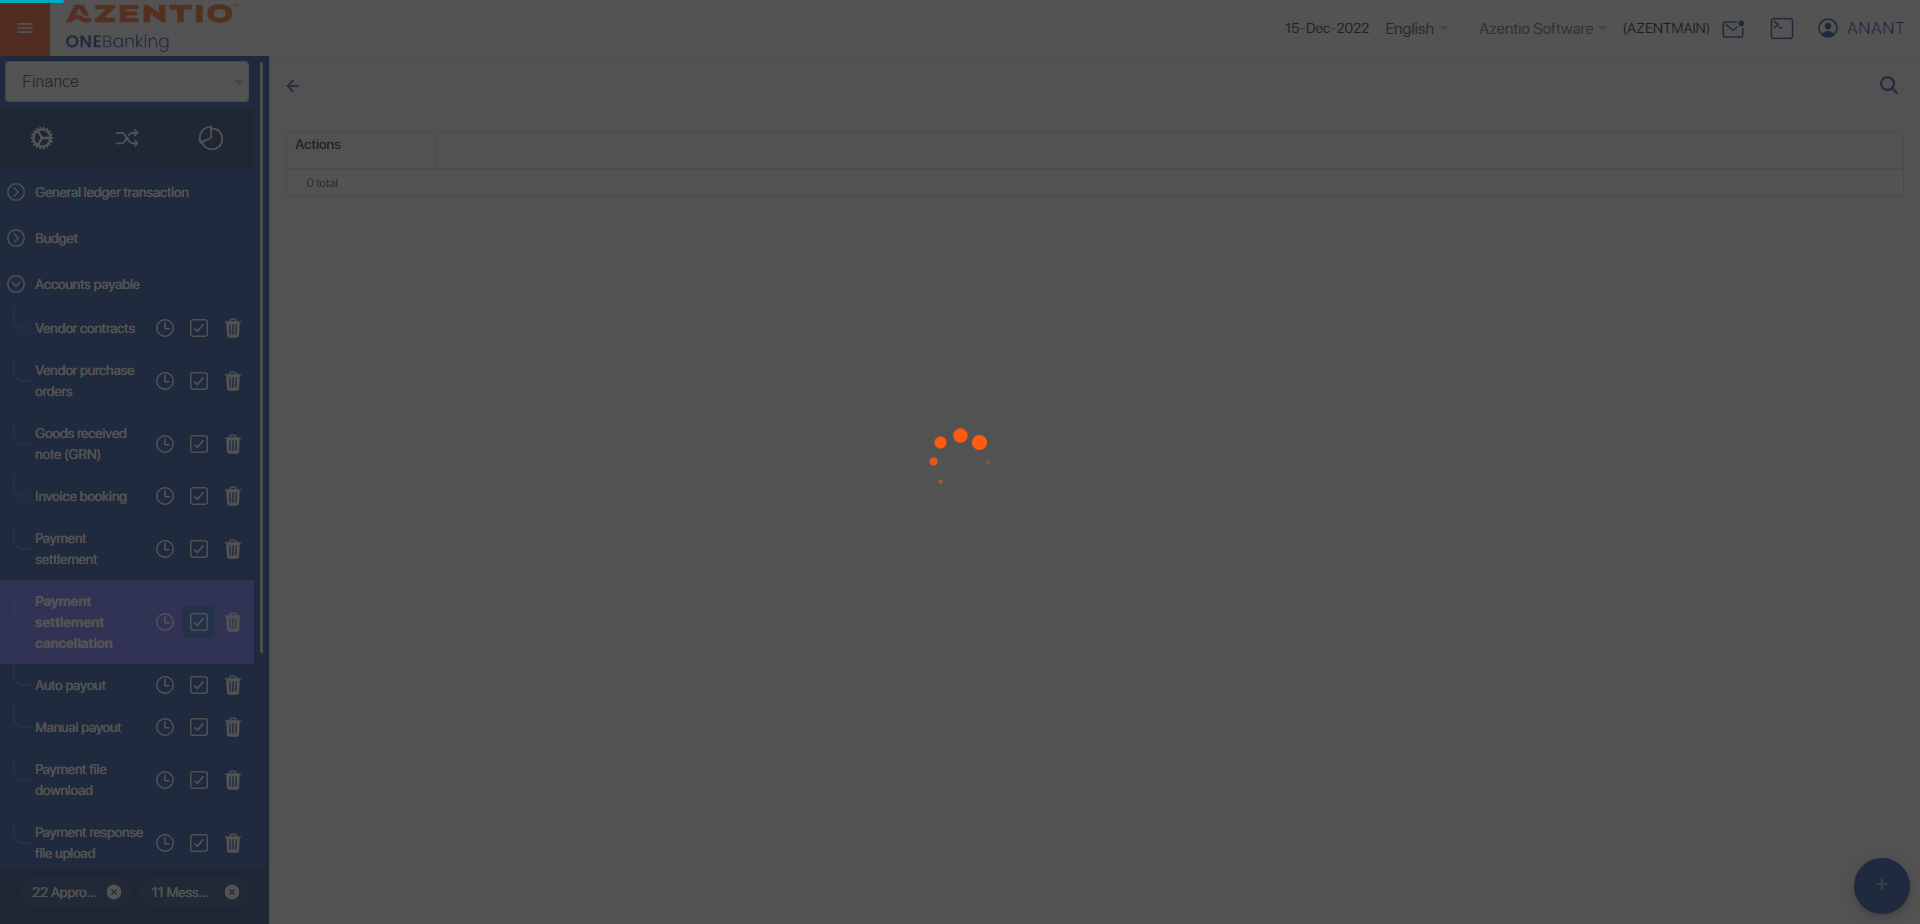 AZENTIO
ONEBanking
15-Dec-2022 English Azentio Software (AZENTMAIN) ANANT
Finance
Actions
0 total
General ledger transaction
Budget
Accounts payable
Vendor contracts
Vendor purchase
orders
Goods received
note (GRN)
Invoice booking
Payment
settlement
Payment
settlement
cancellation
Auto payout
Manual payout
Payment file
download
Payment response
file upload
22 Appro... 11 Mess...